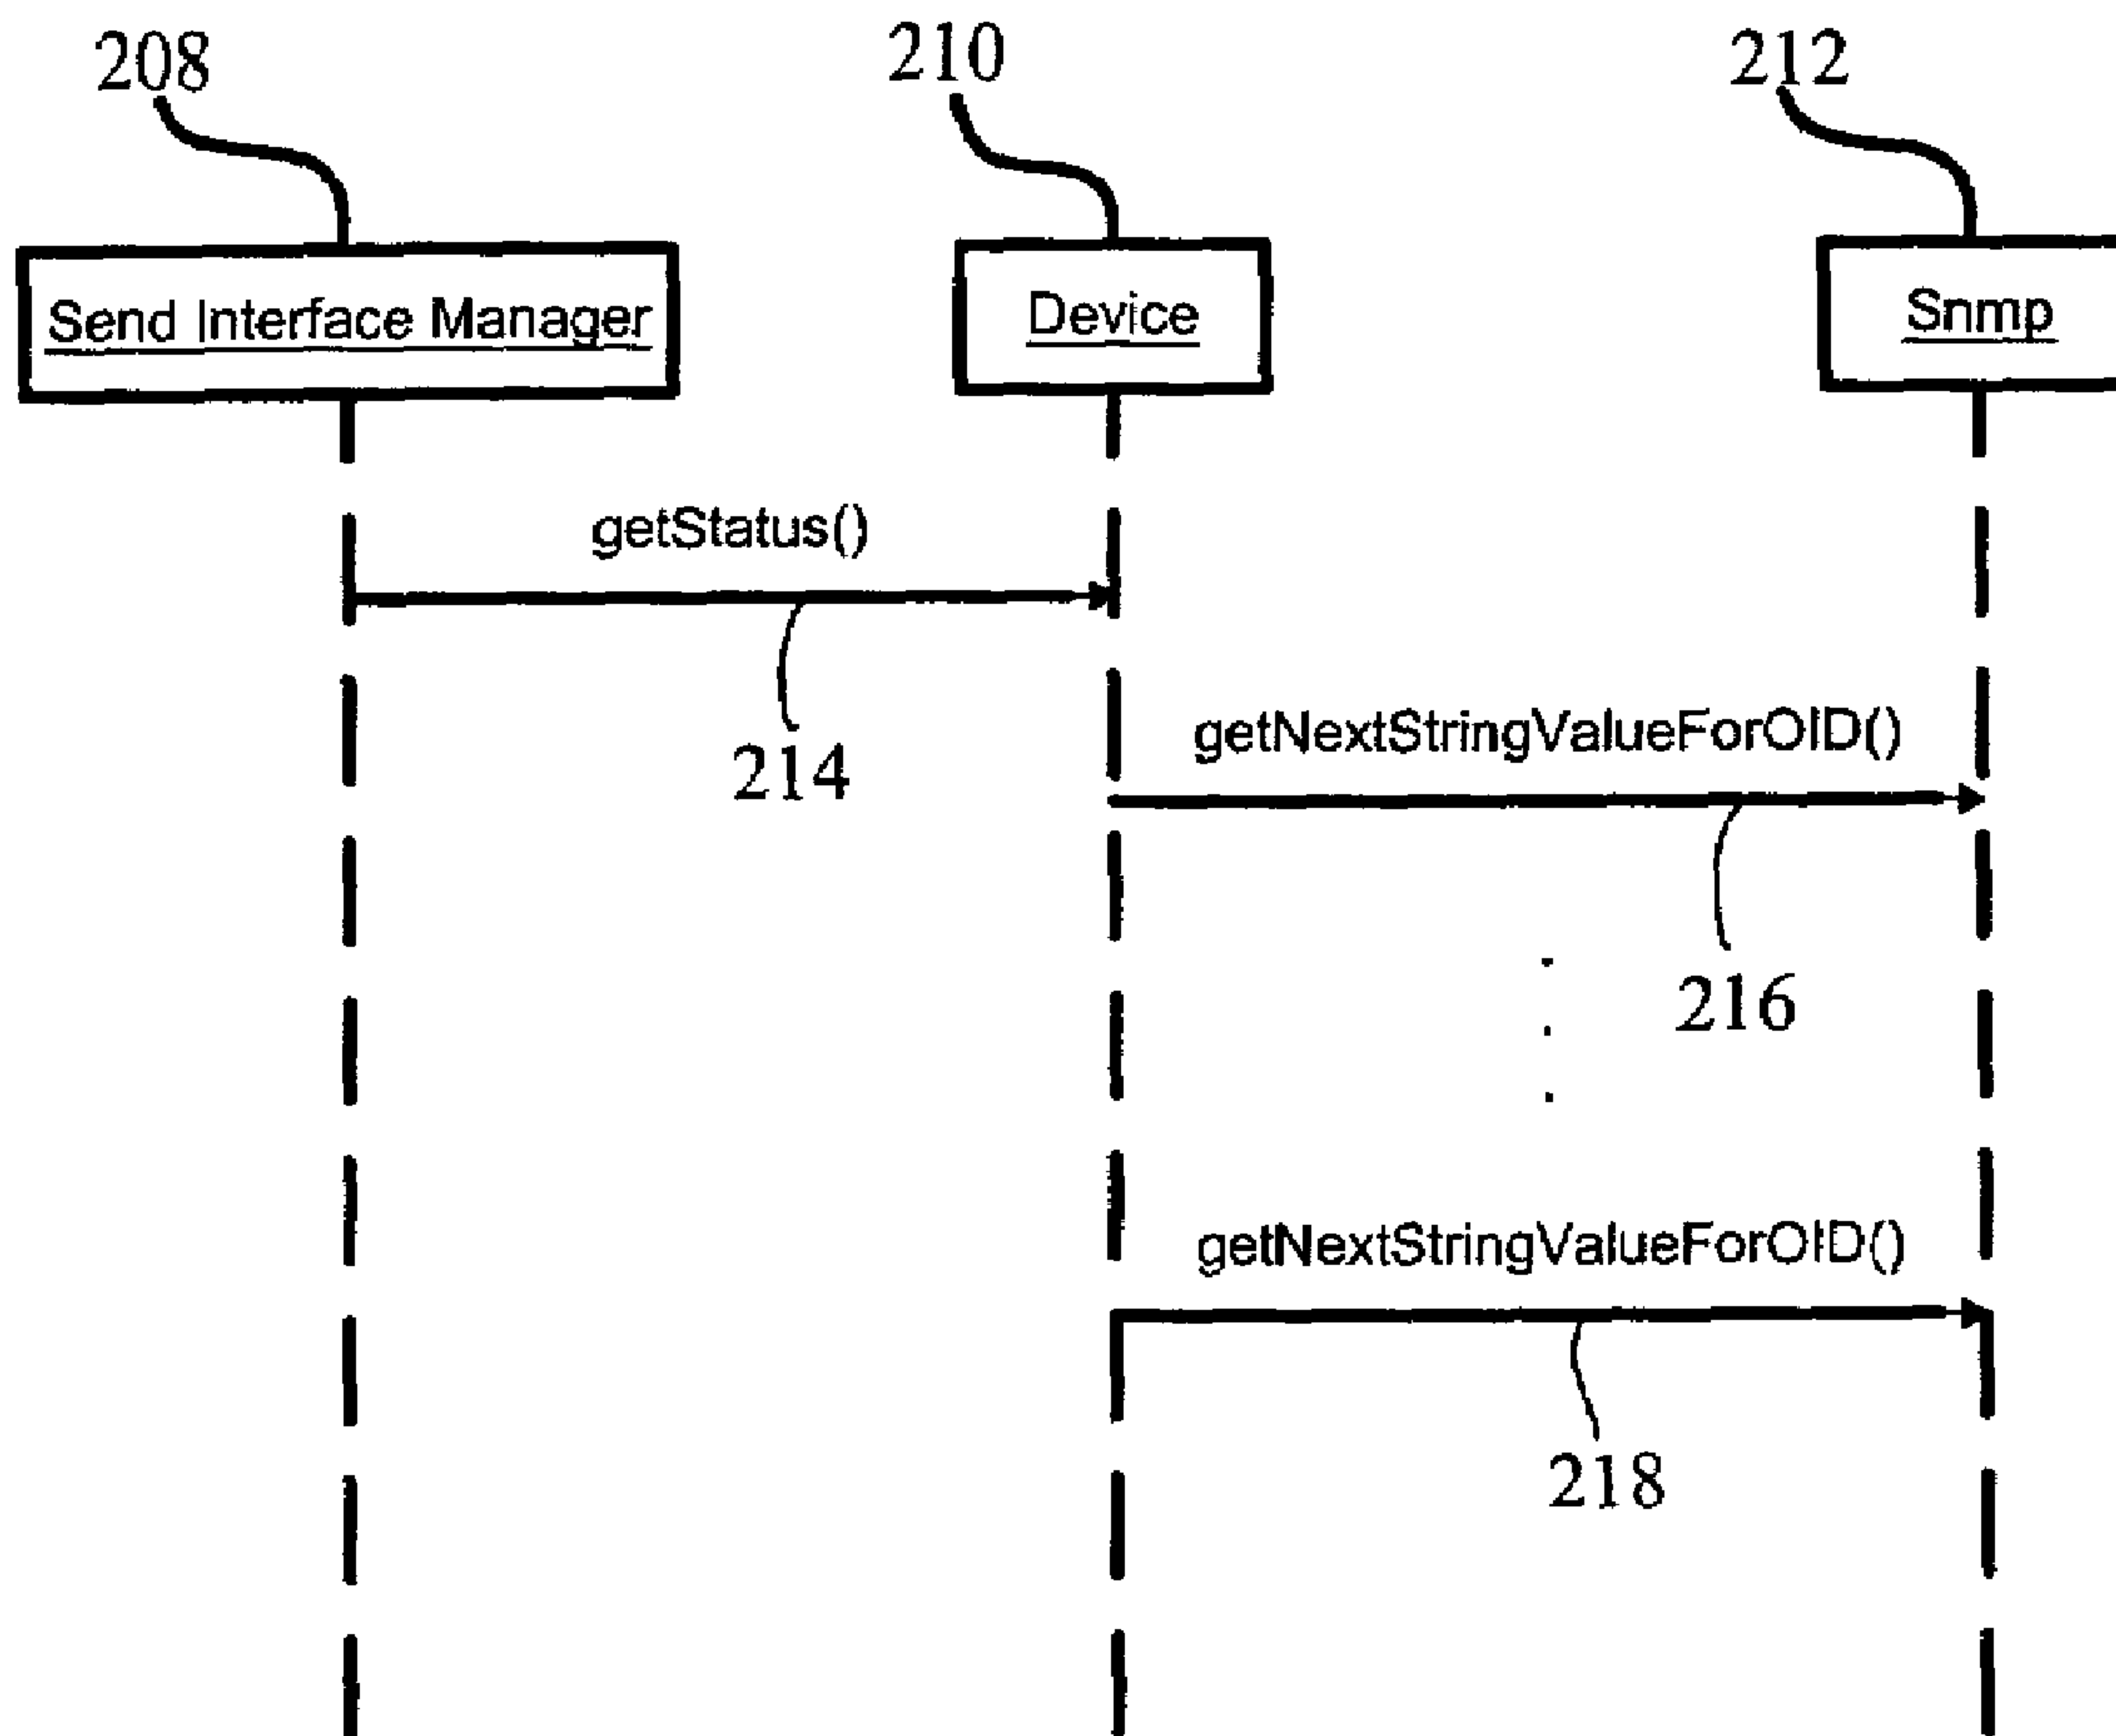 208
210
212
Send Interface Manager
Device
Snmp
getStatus()
214
getNextStringValueForOID()
216
getNextStringValueForOID()
218